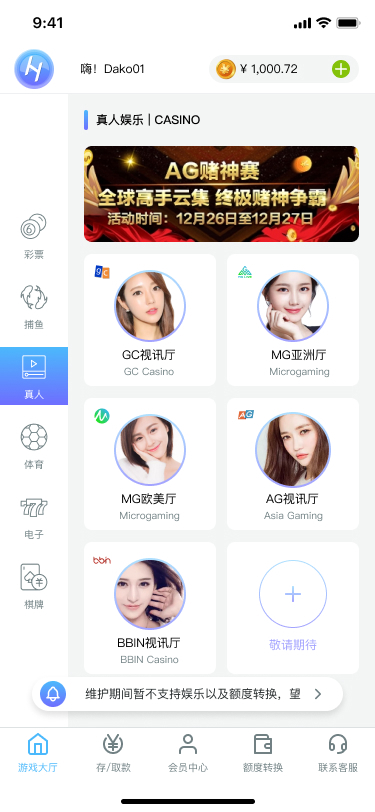 9:41
嗨！Dako01
¥ 1,000.72
真人娱乐 | CASINO
AG赌神赛
全球高手云集 终极赌神争霸
活动时间：12月26日至12月27日
彩票
捕鱼
真人
体育
电子
棋牌
GC视讯厅
GC Casino
MG亚洲厅
Microgaming
MG欧美厅
Microgaming
AG
AG视讯厅
Asia Gaming
bbin
BBIN视讯厅
BBIN Casino
敬请期待
维护期间暂不支持娱乐以及额度转换，望
游戏大厅
存/取款
会员中心
额度转换
联系客服